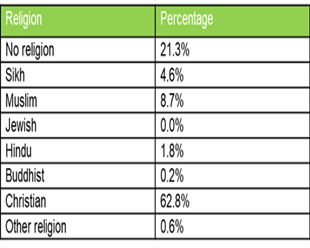 Religion Percentage
No religion 21.3%
Sikh 4.6%
Muslim 8.7%
Jewish 0.0%
Hindu 1.8%
Buddhist 0.2%
Christian 62.8%
Other religion 0.6%